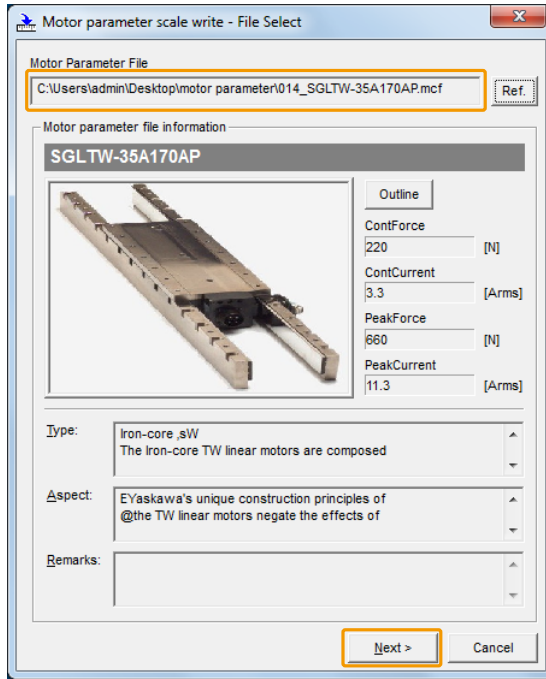 Motor parameter scale write - File Select
Motor Parameter File
C:\Users\admin\Desktop\motor parameter\014_SGLTW-35A170AP.mcf
Ref.
Motor parameter file information
SGLTW-35A170AP
Outline
ContForce
220 [N]
ContCurrent
3.3 [Arms]
PeakForce
660 [N]
PeakCurrent
11.3 [Arms]
Type:
Iron-core ,sW
The Iron-core TW linear motors are composed
Aspect:
EYaskawa's unique construction principles of
@the TW linear motors negate the effects of
Remarks:
Next > Cancel